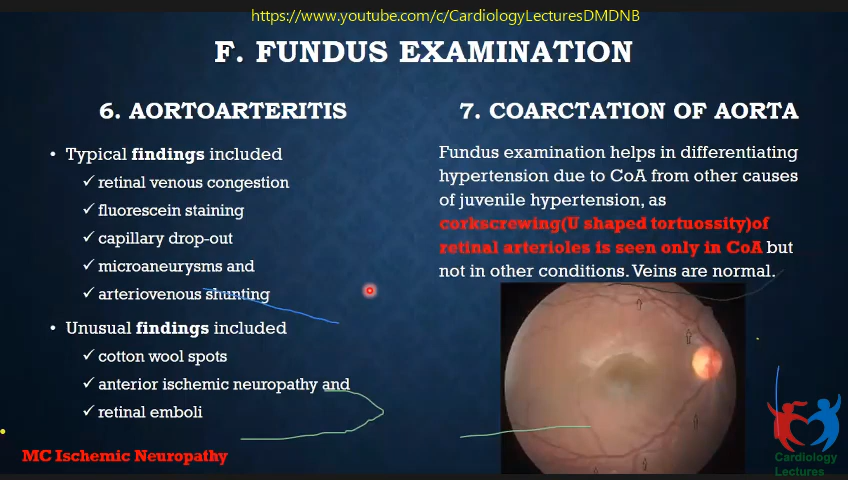 https://www.youtube.com/c/CardiologyLecturesDMDNB
F. FUNDUS EXAMINATION
6. AORTOARTERITIS
• Typical findings included
✓ retinal venous congestion
✓ fluorescein staining
✓ capillary drop-out
✓ microaneurysms and
✓ arteriovenous shunting
• Unusual findings included
✓ cotton wool spots
✓ anterior ischemic neuropathy and
✓ retinal emboli
MC Ischemic Neuropathy
7. COARCTATION OF AORTA
Fundus examination helps in differentiating
hypertension due to CoA from other causes
of juvenile hypertension, as
corkscrewing(U shaped tortuossity)of
retinal arterioles is seen only in CoA but
not in other conditions. Veins are normal.
Cardiology
Lectures